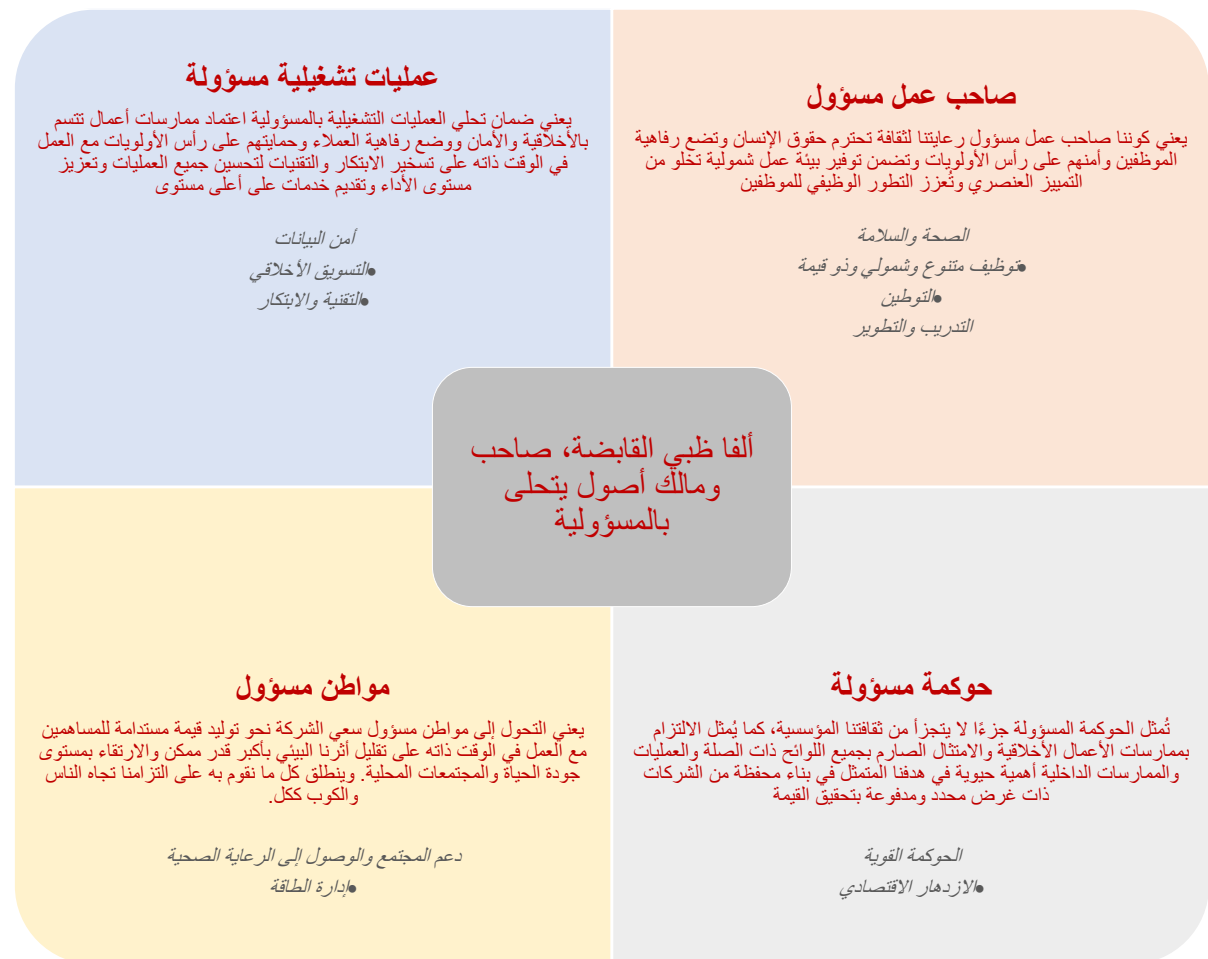 صاحب عمل مسؤول
يعني كوننا صاحب عمل مسؤول رعايتنا لثقافة تحترم حقوق الإنسان وتضع رفاهية
الموظفين وأمنهم على رأس الأولويات وتضمن توفير بيئة عمل شمولية تخلو من
التمييز العنصري وتُعزز التطور الوظيفي للموظفين
الصحة والسلامة
•توظيف متنوع وشمولي وذو قيمة
•التوطين
التدريب والتطوير
عمليات تشغيلية مسؤولة
يعني ضمان تحلي العمليات التشغيلية بالمسؤولية اعتماد ممارسات أعمال تتسم
بالأخلاقية والأمان ووضع رفاهية العملاء وحمايتهم على رأس الأولويات مع العمل
في الوقت ذاته على تسخير الابتكار والتقنيات لتحسين جميع العمليات وتعزيز
مستوى الأداء وتقديم خدمات على أعلى مستوى
أمن البيانات
•التسويق الأخلاقي
•التقنية والابتكار
ألفا ظبي القابضة، صاحب
ومالك أصول يتحلى
بالمسؤولية
حوكمة مسؤولة
تُمثل الحوكمة المسؤولة جزءًا لا يتجزأ من ثقافتنا المؤسسية، كما يُمثل الالتزام
بممارسات الأعمال الأخلاقية والامتثال الصارم بجميع اللوائح ذات الصلة والعمليات
والممارسات الداخلية أهمية حيوية في هدفنا المتمثل في بناء محفظة من الشركات
ذات غرض محدد ومدفوعة بتحقيق القيمة
الحوكمة القوية
•الازدهار الاقتصادي
مواطن مسؤول
يعني التحول إلى مواطن مسؤول سعي الشركة نحو توليد قيمة مستدامة للمساهمين
مع العمل في الوقت ذاته على تقليل أثرنا البيئي بأكبر قدر ممكن والارتقاء بمستوى
جودة الحياة والمجتمعات المحلية. وينطلق كل ما نقوم به على التزامنا تجاه الناس
والكوب ككل.
دعم المجتمع والوصول إلى الرعاية الصحية
•إدارة الطاقة